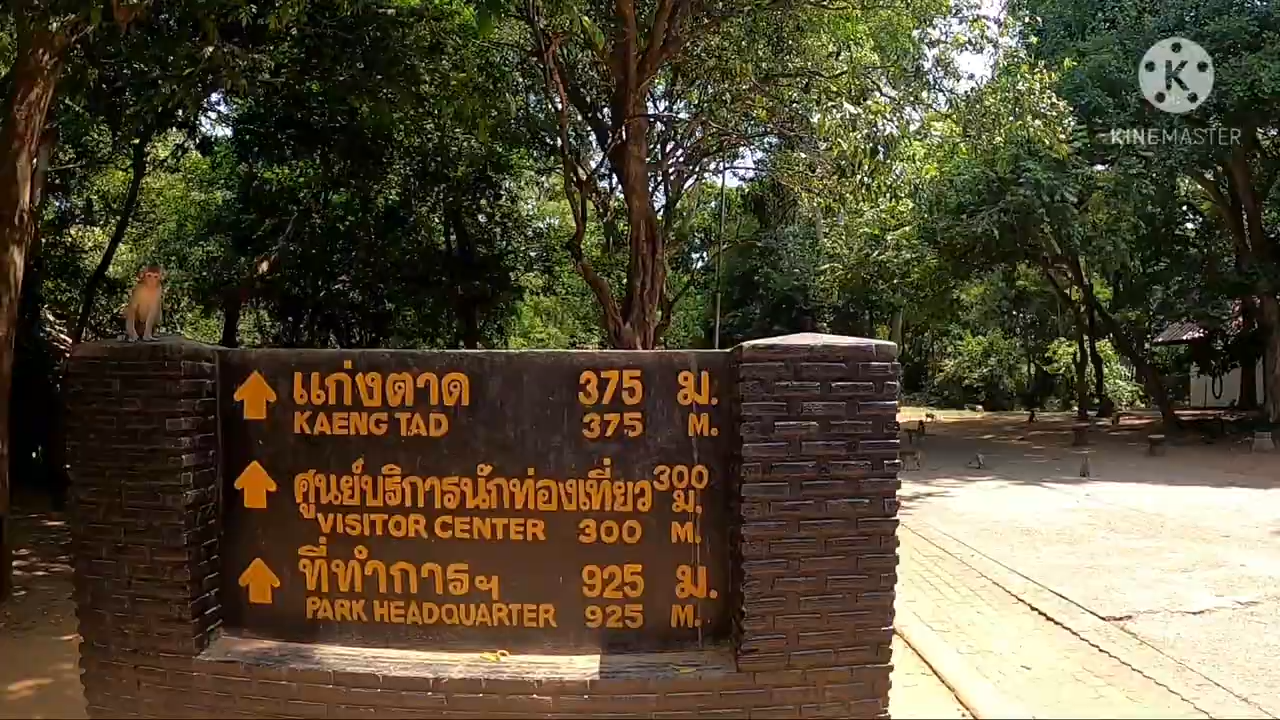 K
KINEMASTER
แก่งตาด 375 ม.
KAENG TAD 375 M.
ศูนย์บริการนักท่องเที่ยว 300 ม.
VISITOR CENTER 300 M.
ที่ทำการฯ 925 ม.
PARK HEADQUARTER 925 M.